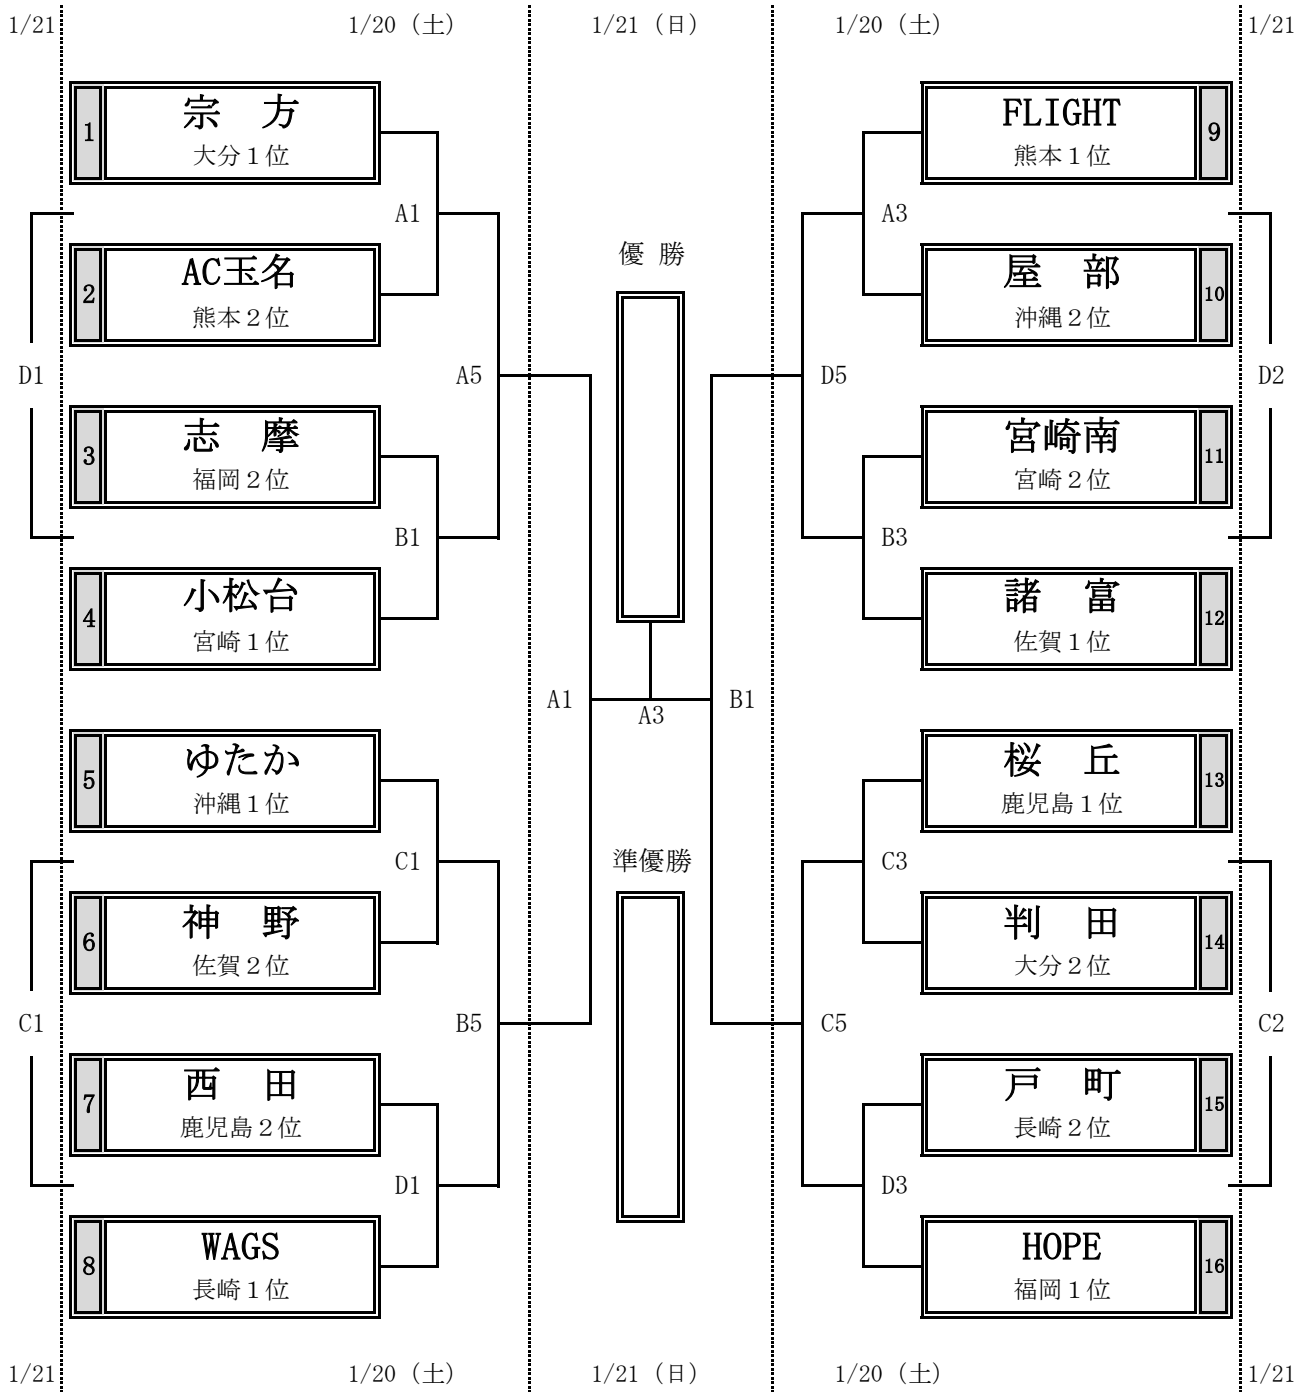 1/21 1/20（土） 1/21（日） 1/20（土） 1/21
1 宗　方 FLIGHT 9
大分１位 熊本１位
A1 A3
優 勝
2 AC玉名 屋　部 10
熊本２位 沖縄２位
D1 A5 D5 D2
3 志　摩 宮崎南 11
福岡２位 宮崎２位
B1 B3
4 小松台 諸　富 12
宮崎１位 佐賀１位
A1 A3 B1
5 ゆたか 桜　丘 13
沖縄１位 鹿児島１位
C1 準優勝 C3
6 神　野 判　田 14
佐賀２位 大分２位
C1 B5 C5 C2
7 西　田 戸　町 15
鹿児島２位 長崎２位
D1 D3
8 WAGS HOPE 16
長崎１位 福岡１位
1/21 1/20（土） 1/21（日） 1/20（土） 1/21